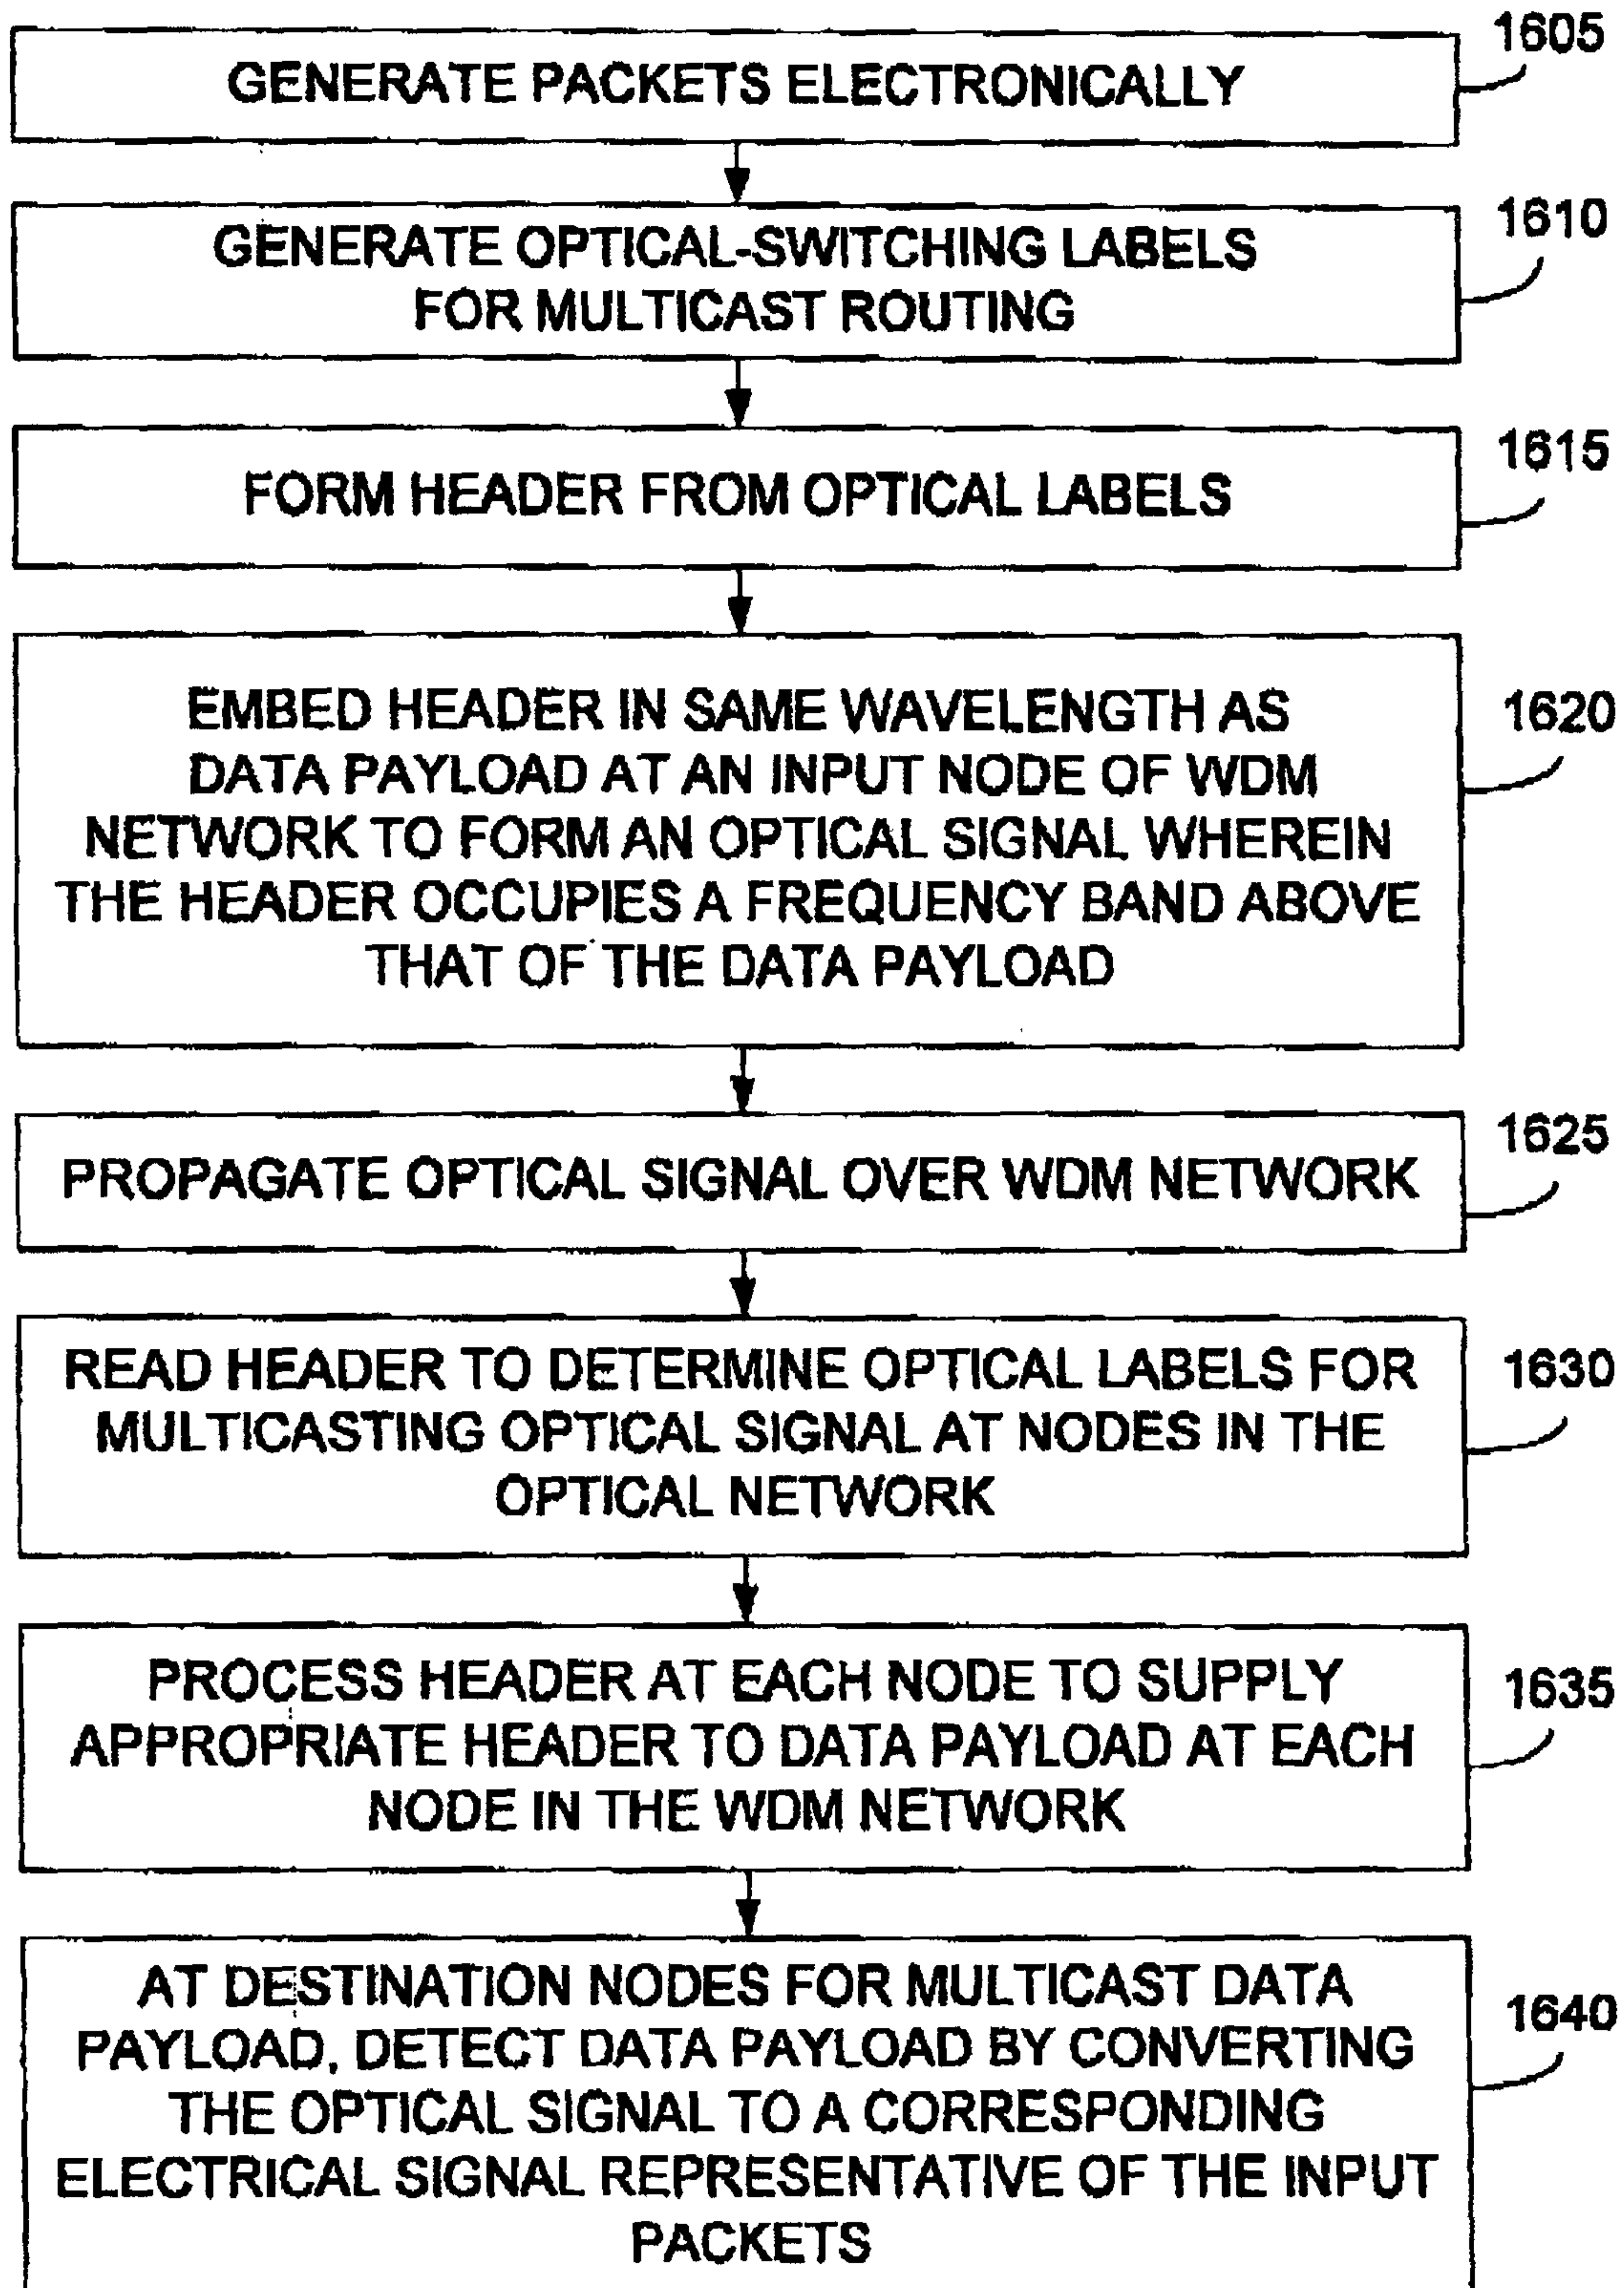 1605
GENERATE PACKETS ELECTRONICALLY
1610
GENERATE OPTICAL-SWITCHING LABELS
FOR MULTICAST ROUTING
1615
FORM HEADER FROM OPTICAL LABELS
1620
EMBED HEADER IN SAME WAVELENGTH AS
DATA PAYLOAD AT AN INPUT NODE OF WDM
NETWORK TO FORM AN OPTICAL SIGNAL WHEREIN
THE HEADER OCCUPIES A FREQUENCY BAND ABOVE
THAT OF THE DATA PAYLOAD
1625
PROPAGATE OPTICAL SIGNAL OVER WDM NETWORK
1630
READ HEADER TO DETERMINE OPTICAL LABELS FOR
MULTICASTING OPTICAL SIGNAL AT NODES IN THE
OPTICAL NETWORK
1635
PROCESS HEADER AT EACH NODE TO SUPPLY
APPROPRIATE HEADER TO DATA PAYLOAD AT EACH
NODE IN THE WDM NETWORK
1640
AT DESTINATION NODES FOR MULTICAST DATA
PAYLOAD, DETECT DATA PAYLOAD BY CONVERTING
THE OPTICAL SIGNAL TO A CORRESPONDING
ELECTRICAL SIGNAL REPRESENTATIVE OF THE INPUT
PACKETS